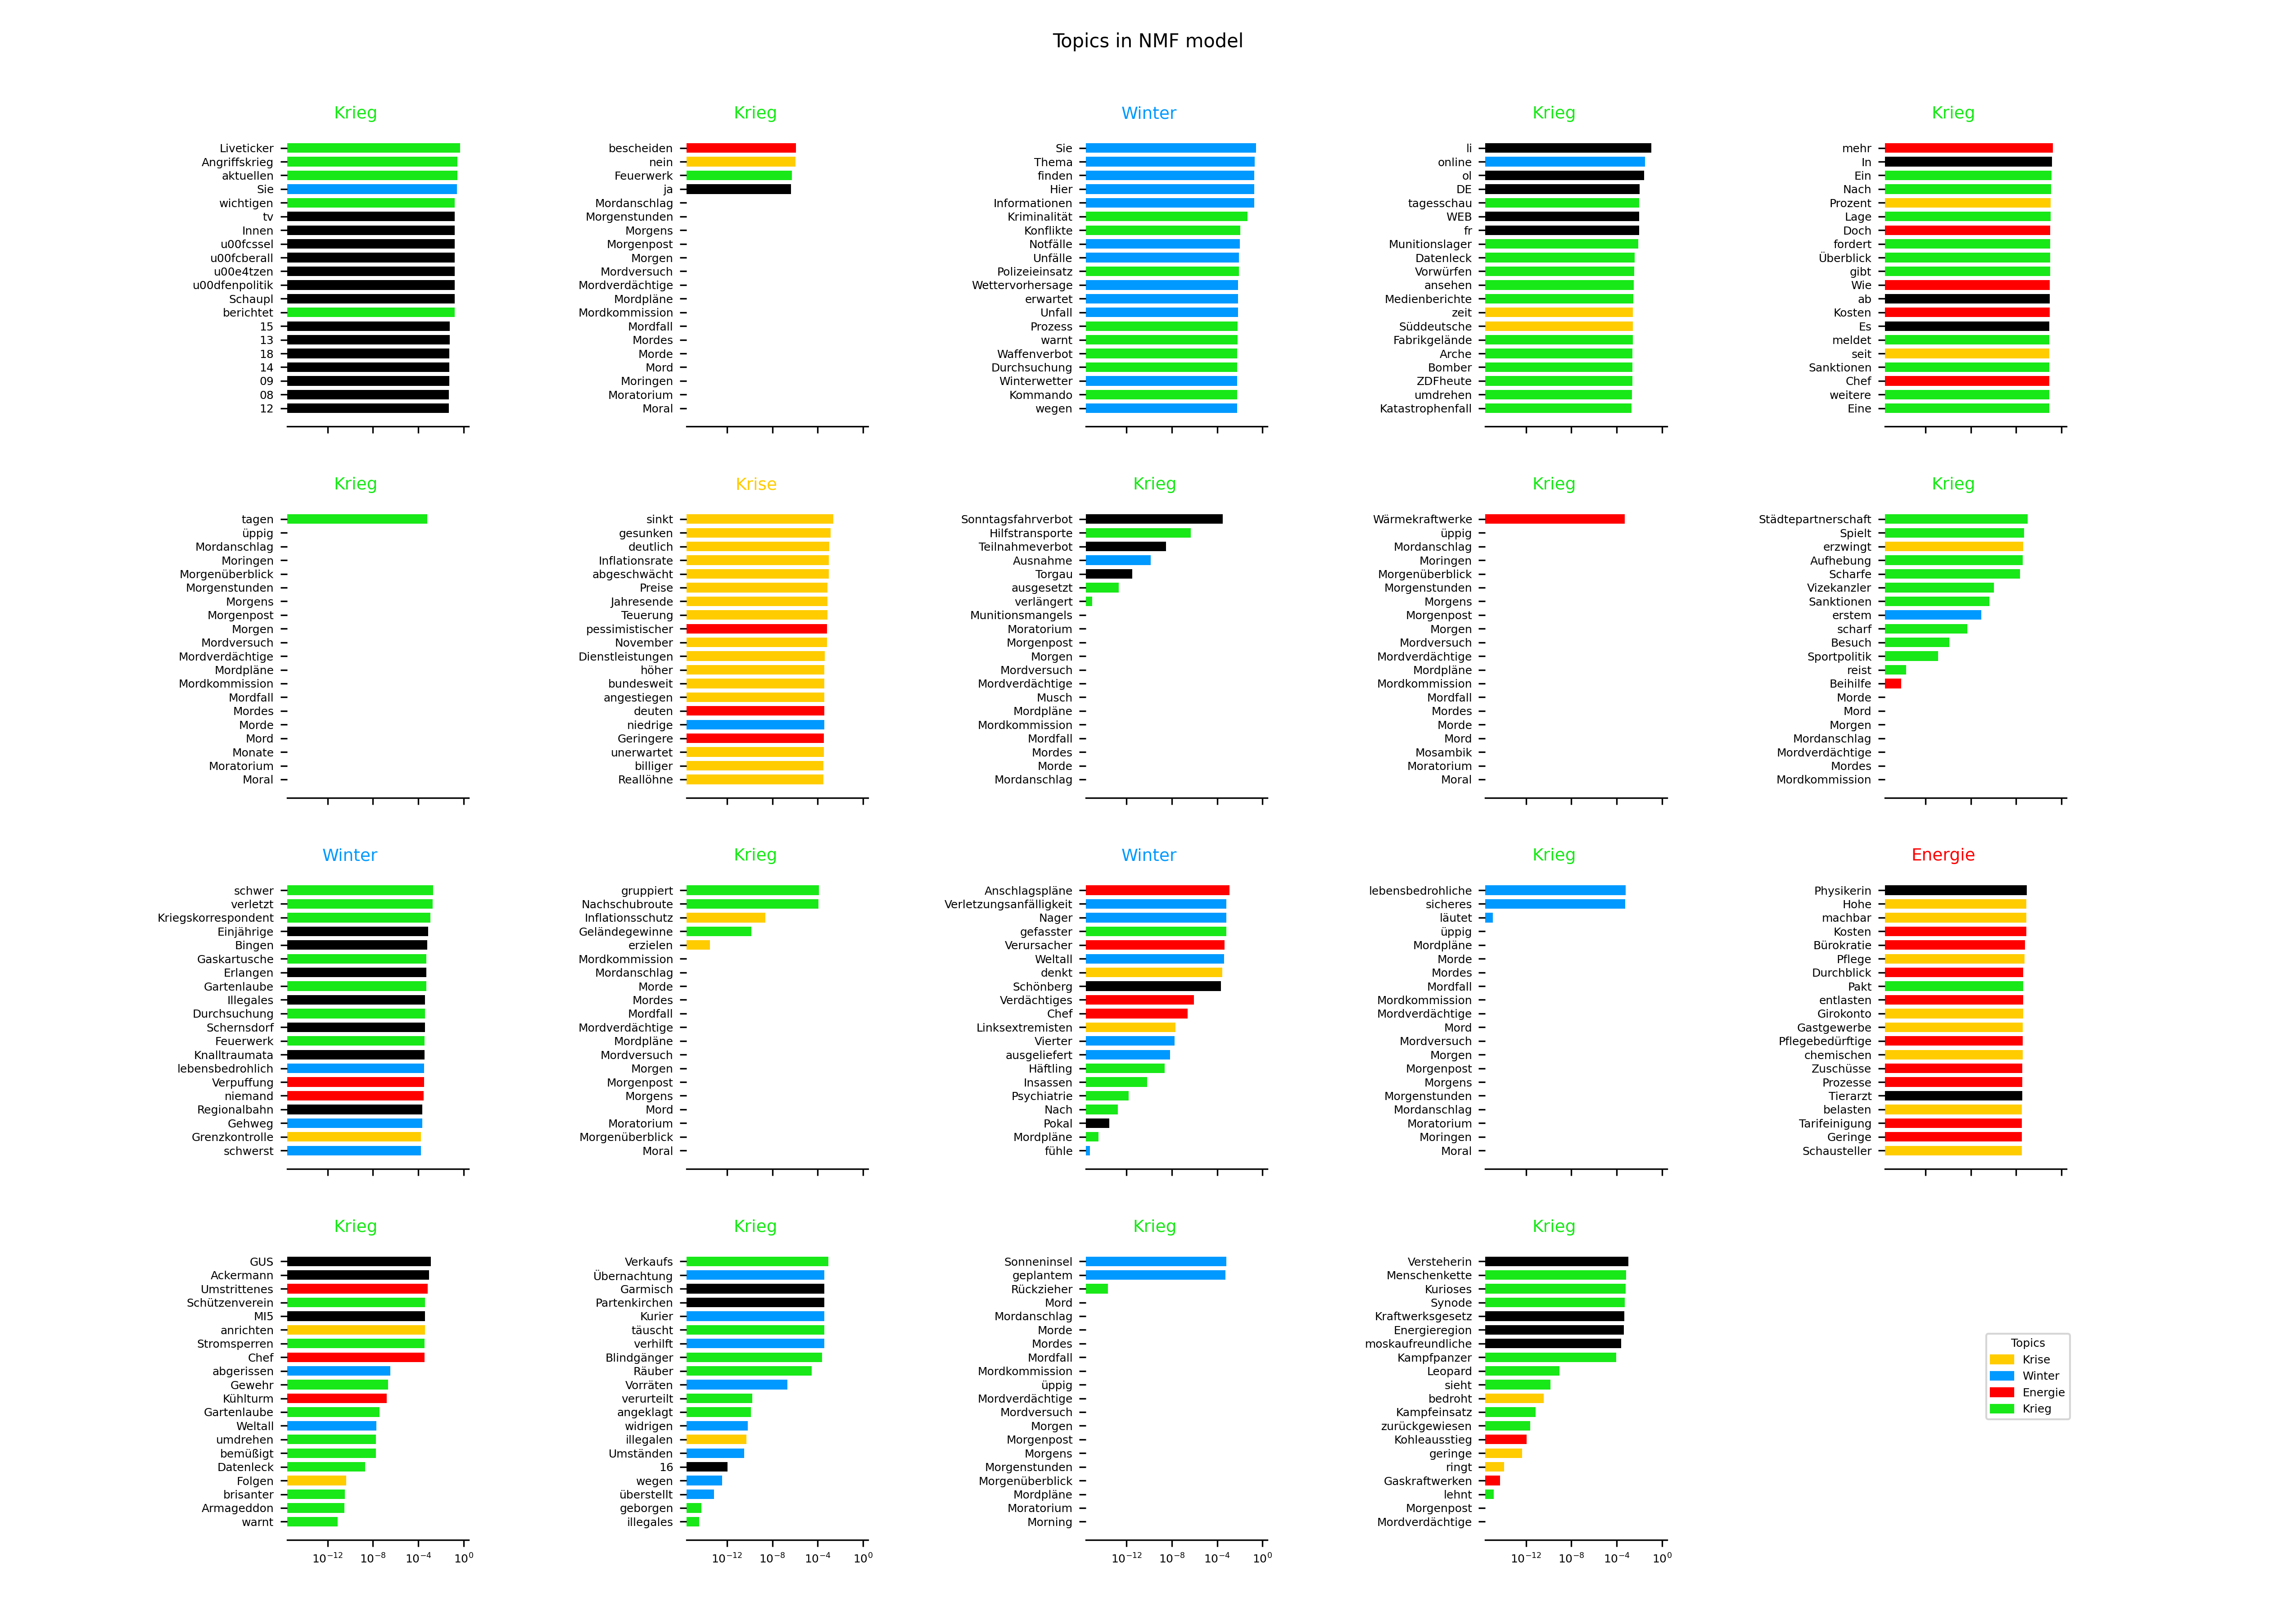 Topics in NMF model
Krieg
Liveticker
Angriffskrieg
aktuellen
Sie
wichtigen
tv
Innen
u00fcssel
u00fcberall
u00e4tzen
u00dfenpolitik
Schaupl
berichtet
15
13
18
14
09
08
12
Krieg
bescheiden
nein
Feuerwerk
ja
Mordanschlag
Morgenstunden
Morgens
Morgenpost
Morgen
Mordversuch
Mordverdächtige
Mordpläne
Mordkommission
Mordfall
Mordes
Morde
Mord
Moringen
Moratorium
Moral
Winter
Sie
Thema
finden
Hier
Informationen
Kriminalität
Konflikte
Notfälle
Unfälle
Polizeieinsatz
Wettervorhersage
erwartet
Unfall
Prozess
warnt
Waffenverbot
Durchsuchung
Winterwetter
Kommando
wegen
Krieg
li
online
ol
DE
tagesschau
WEB
fr
Munitionslager
Datenleck
Vorwürfen
ansehen
Medienberichte
zeit
Süddeutsche
Fabrikgelände
Arche
Bomber
ZDFheute
umdrehen
Katastrophenfall
Krieg
mehr
In
Ein
Nach
Prozent
Lage
Doch
fordert
Überblick
gibt
Wie
ab
Kosten
Es
meldet
seit
Sanktionen
Chef
weitere
Eine
Krieg
tagen
üppig
Mordanschlag
Moringen
Morgenüberblick
Morgenstunden
Morgens
Morgenpost
Morgen
Mordversuch
Mordverdächtige
Mordpläne
Mordkommission
Mordfall
Mordes
Morde
Mord
Monate
Moratorium
Moral
Krise
sinkt
gesunken
deutlich
Inflationsrate
abgeschwächt
Preise
Jahresende
Teuerung
pessimistischer
November
Dienstleistungen
höher
bundesweit
angestiegen
deuten
niedrige
Geringere
unerwartet
billiger
Reallöhne
Krieg
Sonntagsfahrverbot
Hilfstransporte
Teilnahmeverbot
Ausnahme
Torgau
ausgesetzt
verlängert
Munitionsmangels
Moratorium
Morgenpost
Morgen
Mordversuch
Mordverdächtige
Musch
Mordpläne
Mordkommission
Mordfall
Mordes
Morde
Mordanschlag
Krieg
Wärmekraftwerke
üppig
Mordanschlag
Moringen
Morgenüberblick
Morgenstunden
Morgens
Morgenpost
Morgen
Mordversuch
Mordverdächtige
Mordpläne
Mordkommission
Mordfall
Mordes
Morde
Mord
Mosambik
Moratorium
Moral
Krieg
Städtepartnerschaft
Spielt
erzwingt
Aufhebung
Scharfe
Vizekanzler
Sanktionen
erstem
scharf
Besuch
Sportpolitik
reist
Beihilfe
Morde
Mord
Morgen
Mordanschlag
Mordverdächtige
Mordes
Mordkommission
Winter
schwer
verletzt
Kriegskorrespondent
Einjährige
Bingen
Gaskartusche
Erlangen
Gartenlaube
Illegales
Durchsuchung
Schernsdorf
Feuerwerk
Knalltraumata
lebensbedrohlich
Verpuffung
niemand
Regionalbahn
Gehweg
Grenzkontrolle
schwerst
Krieg
gruppiert
Nachschubroute
Inflationsschutz
Geländegewinne
erzielen
Mordkommission
Mordanschlag
Morde
Mordes
Mordfall
Mordverdächtige
Mordpläne
Mordversuch
Morgen
Morgenpost
Morgens
Mord
Moratorium
Morgenüberblick
Moral
Winter
Anschlagspläne
Verletzungsanfälligkeit
Nager
gefasster
Verursacher
Weltall
denkt
Schönberg
Verdächtiges
Chef
Linksextremisten
Vierter
ausgeliefert
Häftling
Insassen
Psychiatrie
Nach
Pokal
Mordpläne
fühle
Krieg
lebensbedrohliche
sicheres
läutet
üppig
Mordpläne
Morde
Mordes
Mordfall
Mordkommission
Mordverdächtige
Mord
Mordversuch
Morgen
Morgenpost
Morgens
Morgenstunden
Mordanschlag
Moratorium
Moringen
Moral
Energie
Physikerin
Hohe
machbar
Kosten
Bürokratie
Pflege
Durchblick
Pakt
entlasten
Girokonto
Gastgewerbe
Pflegebedürftige
chemischen
Zuschüsse
Prozesse
Tierarzt
belasten
Tarifeinigung
Geringe
Schausteller
Krieg
GUS
Ackermann
Umstrittenes
Schützenverein
MI5
anrichten
Stromsperren
Chef
abgerissen
Gewehr
Kühlturm
Gartenlaube
Weltall
umdrehen
bemüßigt
Datenleck
Folgen
brisanter
Armageddon
warnt
10⁻¹² 10⁻⁸ 10⁻⁴ 10⁰
Krieg
Verkaufs
Übernachtung
Garmisch
Partenkirchen
Kurier
täuscht
verhilft
Blindgänger
Räuber
Vorräten
verurteilt
angeklagt
widrigen
illegalen
Umständen
16
wegen
überstellt
geborgen
illegales
10⁻¹² 10⁻⁸ 10⁻⁴ 10⁰
Krieg
Sonneninsel
geplantem
Rückzieher
Mord
Mordanschlag
Morde
Mordes
Mordfall
Mordkommission
üppig
Mordverdächtige
Mordversuch
Morgen
Morgenpost
Morgens
Morgenstunden
Morgenüberblick
Mordpläne
Moratorium
Morning
10⁻¹² 10⁻⁸ 10⁻⁴ 10⁰
Krieg
Versteherin
Menschenkette
Kurioses
Synode
Kraftwerksgesetz
Energieregion
moskaufreundliche
Kampfpanzer
Leopard
sieht
bedroht
Kampfeinsatz
zurückgewiesen
Kohleausstieg
geringe
ringt
Gaskraftwerken
lehnt
Morgenpost
Mordverdächtige
10⁻¹² 10⁻⁸ 10⁻⁴ 10⁰
Topics
Krise
Winter
Energie
Krieg